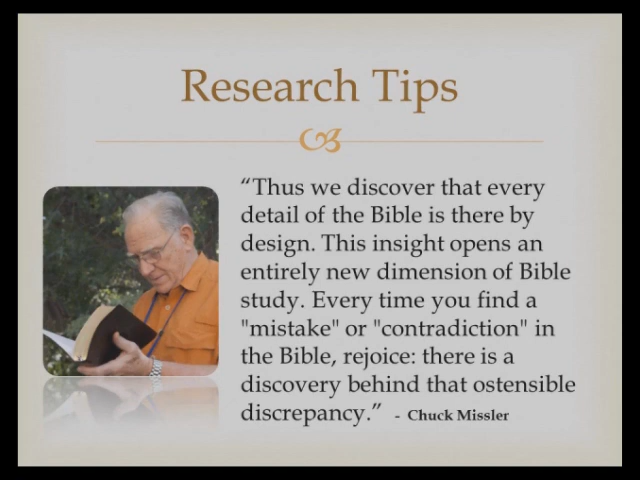 Research Tips
“Thus we discover that every
detail of the Bible is there by
design. This insight opens an
entirely new dimension of Bible
study. Every time you find a
"mistake" or "contradiction" in
the Bible, rejoice: there is a
discovery behind that ostensible
discrepancy.” - Chuck Missler